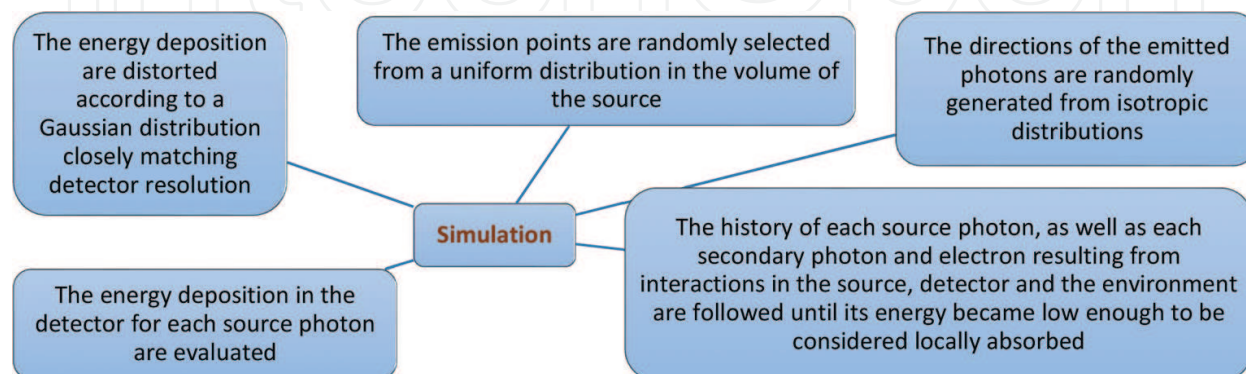 The energy deposition
are distorted
according to a
Gaussian distribution
closely matching
detector resolution
The emission points are randomly selected
from a uniform distribution in the volume of
the source
The directions of the emitted
photons are randomly
generated from isotropic
distributions
Simulation
The energy deposition in the
detector for each source photon
are evaluated
The history of each source photon, as well as each
secondary photon and electron resulting from
interactions in the source, detector and the environment
are followed until its energy became low enough to be
considered locally absorbed